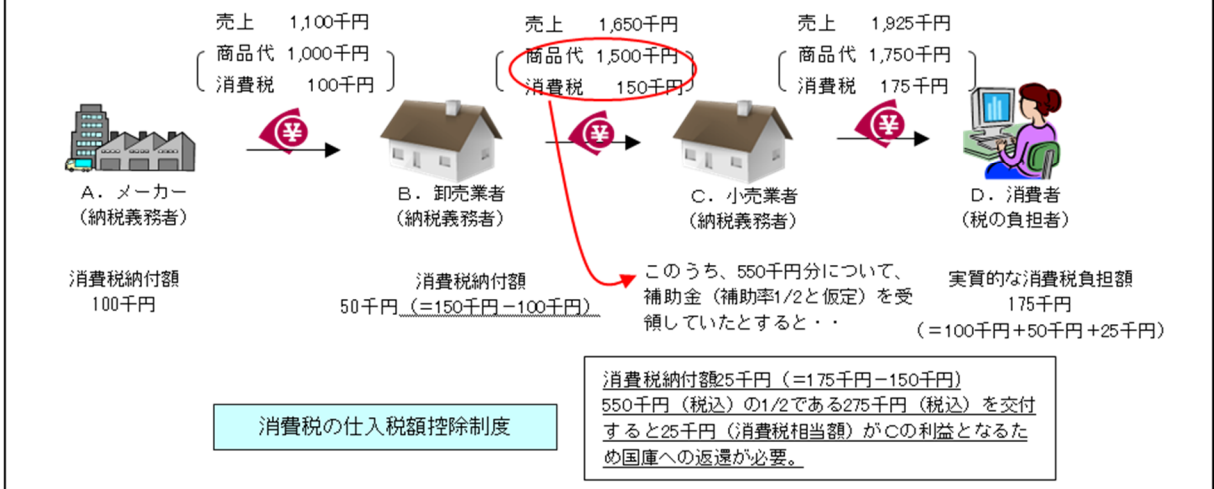 売上 1,100千円
商品代 1,000千円
消費税 100千円
売上 1,650千円
商品代 1,500千円
消費税 150千円
売上 1,925千円
商品代 1,750千円
消費税 175千円
¥
¥
¥
A．メーカー
（納税義務者）
B．卸売業者
（納税義務者）
C．小売業者
（納税義務者）
D．消費者
（税の負担者）
消費税納付額
100千円
消費税納付額
50千円（＝150千円－100千円）
このうち、550千円分について、
補助金（補助率1/2と仮定）を受
領していたとすると・・
実質的な消費税負担額
175千円
（＝100千円＋50千円＋25千円）
消費税の仕入税額控除制度
消費税納付額25千円（＝175千円－150千円）
550千円（税込）の1/2である275千円（税込）を交付
すると25千円（消費税相当額）がCの利益となるた
め国庫への返還が必要。